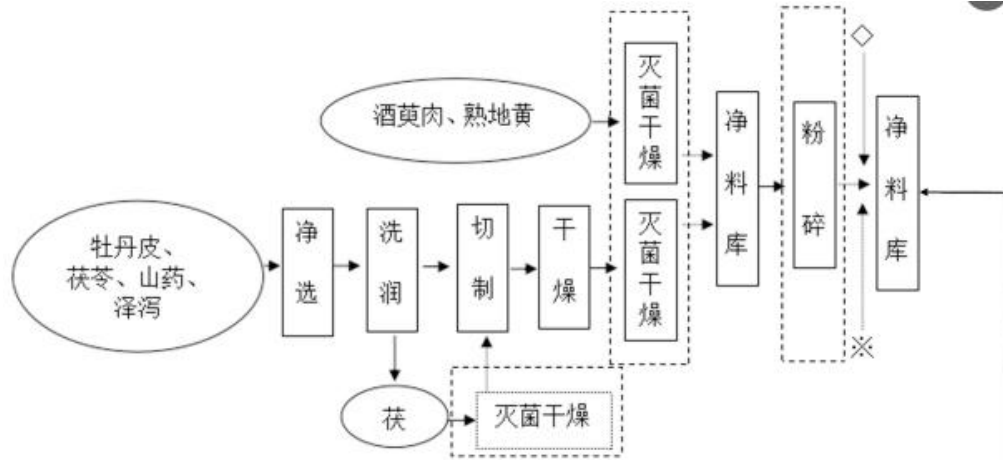 酒萸肉、熟地黄
灭菌干燥
净料库
粉碎
◇
净料库
牡丹皮、
茯苓、山药、
泽泻
净选
洗润
切制
干燥
灭菌干燥
※
茯
灭菌干燥